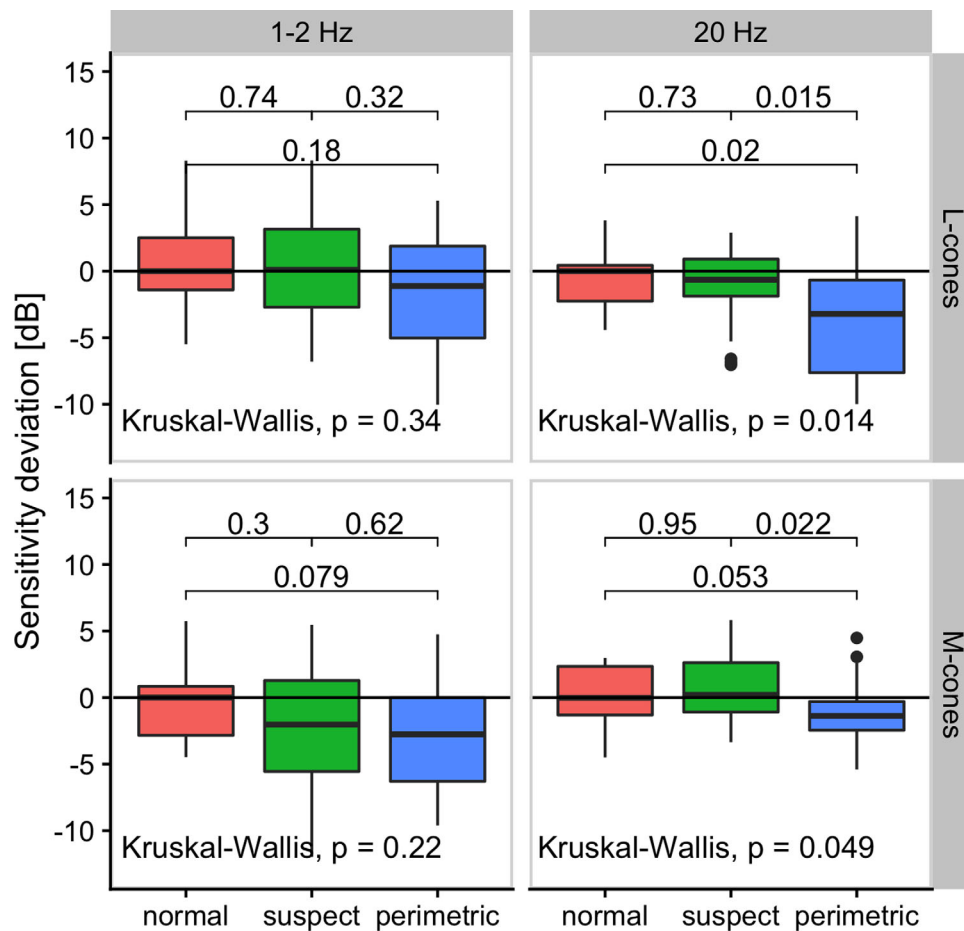 1-2 Hz
20 Hz
Sensitivity deviation [dB]
15
10
5
0
-5
-10
0.74
0.32
0.18
Kruskal-Wallis, p = 0.34
0.73
0.015
0.02
Kruskal-Wallis, p = 0.014
L-cones
15
10
5
0
-5
-10
0.3
0.62
0.079
Kruskal-Wallis, p = 0.22
0.95
0.022
0.053
Kruskal-Wallis, p = 0.049
M-cones
normal
suspect
perimetric
normal
suspect
perimetric